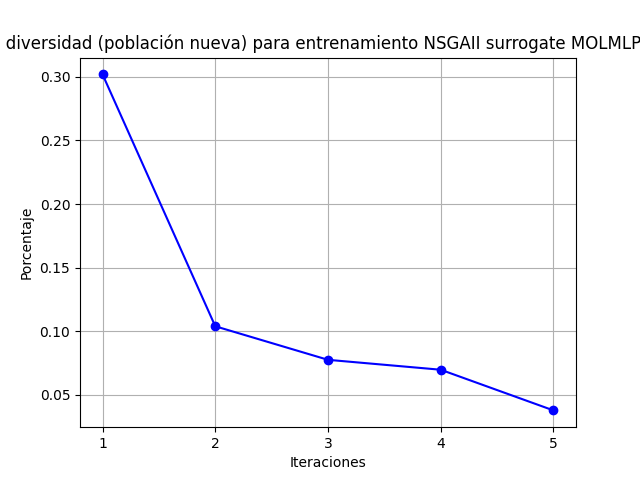 diversidad (población nueva) para entrenamiento NSGAII surrogate MOLMLP
0.30
0.25
0.20
0.15
0.10
0.05
Porcentaje
1 2 3 4 5
Iteraciones